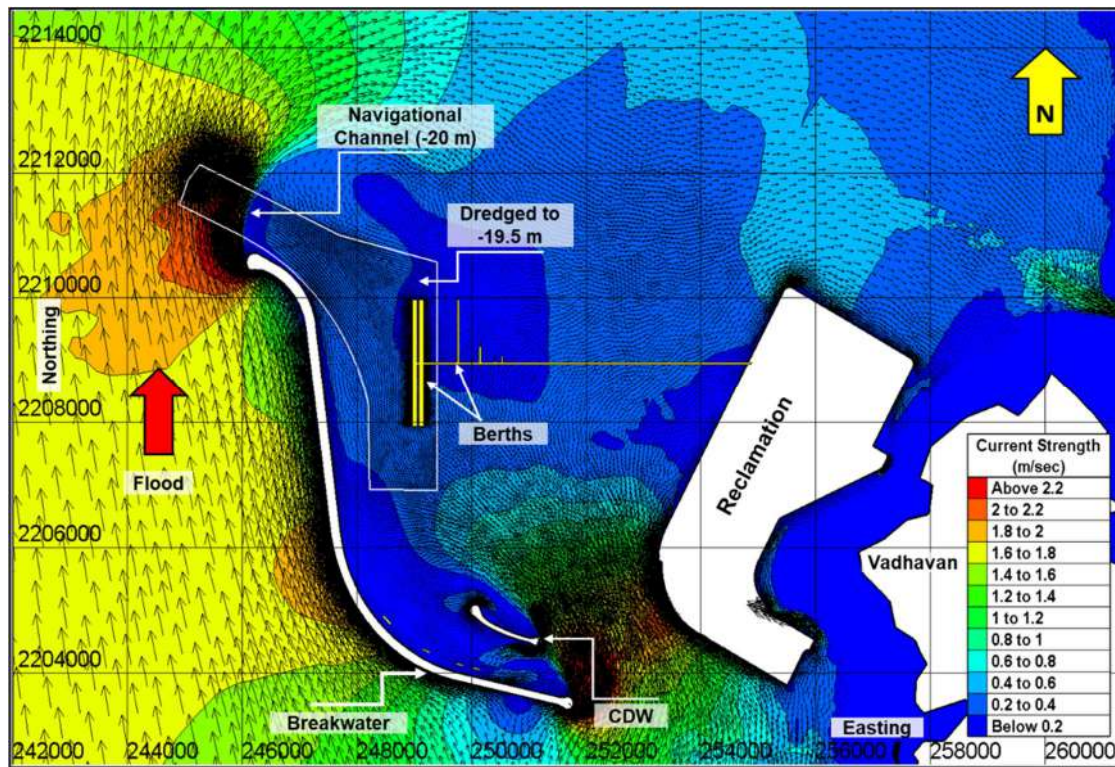 2214000
N
Navigational
Channel (-20 m)
2212000
Dredged to
-19.5 m
2210000
Northing
2208000
Berths
Flood
Reclamation
Current Strength
(m/sec)
Above 2.2
2 to 2.2
1.8 to 2
1.6 to 1.8
1.4 to 1.6
1.2 to 1.4
1 to 1.2
0.8 to 1
0.6 to 0.8
0.4 to 0.6
0.2 to 0.4
Below 0.2
2206000
Vadhavan
2204000
Breakwater
CDW
Easting
242000 244000 246000 248000 250000 252000 254000 256000 258000 260000